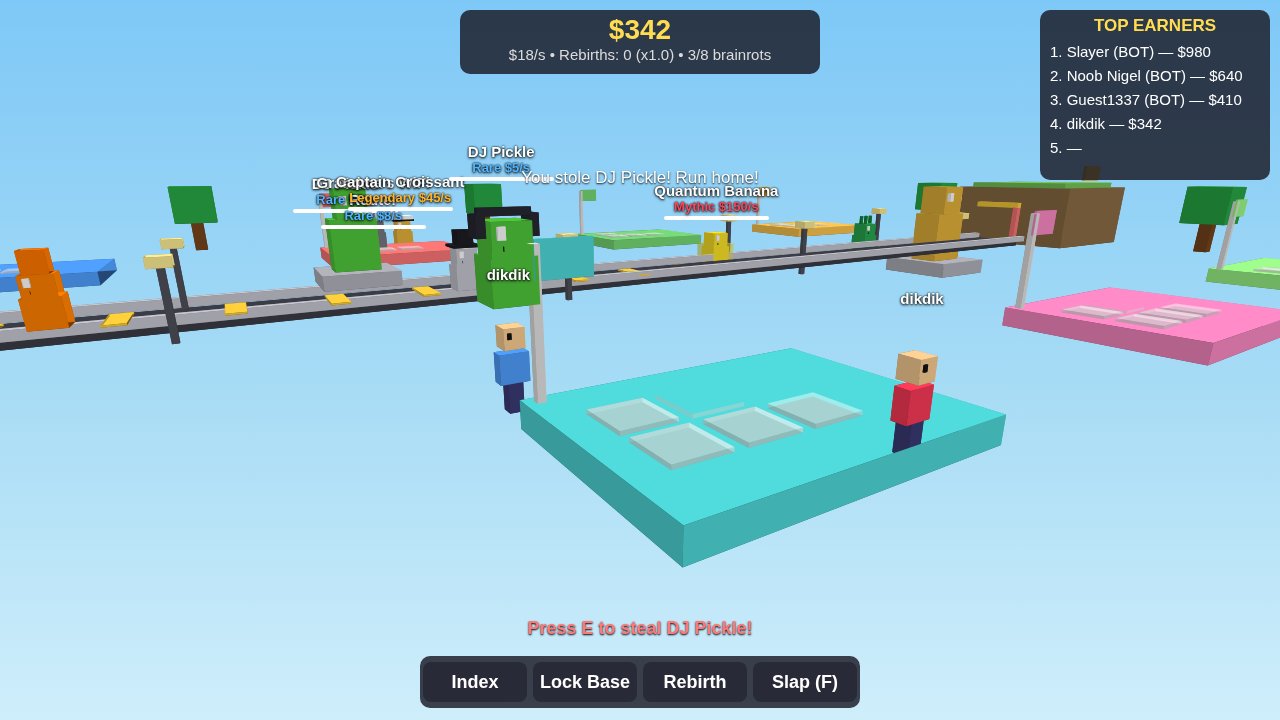 $342
$18/s • Rebirths: 0 (x1.0) • 3/8 brainrots
TOP EARNERS
1. Slayer (BOT) — $980
2. Noob Nigel (BOT) — $640
3. Guest1337 (BOT) — $410
4. dikdik — $342
5. —
DJ Pickle
Rare $5/s
You stole DJ Pickle! Run home!
Captain Croissant
Legendary $45/s
Rare
Rare $8/s
Quantum Banana
Mythic $150/s
dikdik
dikdik
Press E to steal DJ Pickle!
Index
Lock Base
Rebirth
Slap (F)